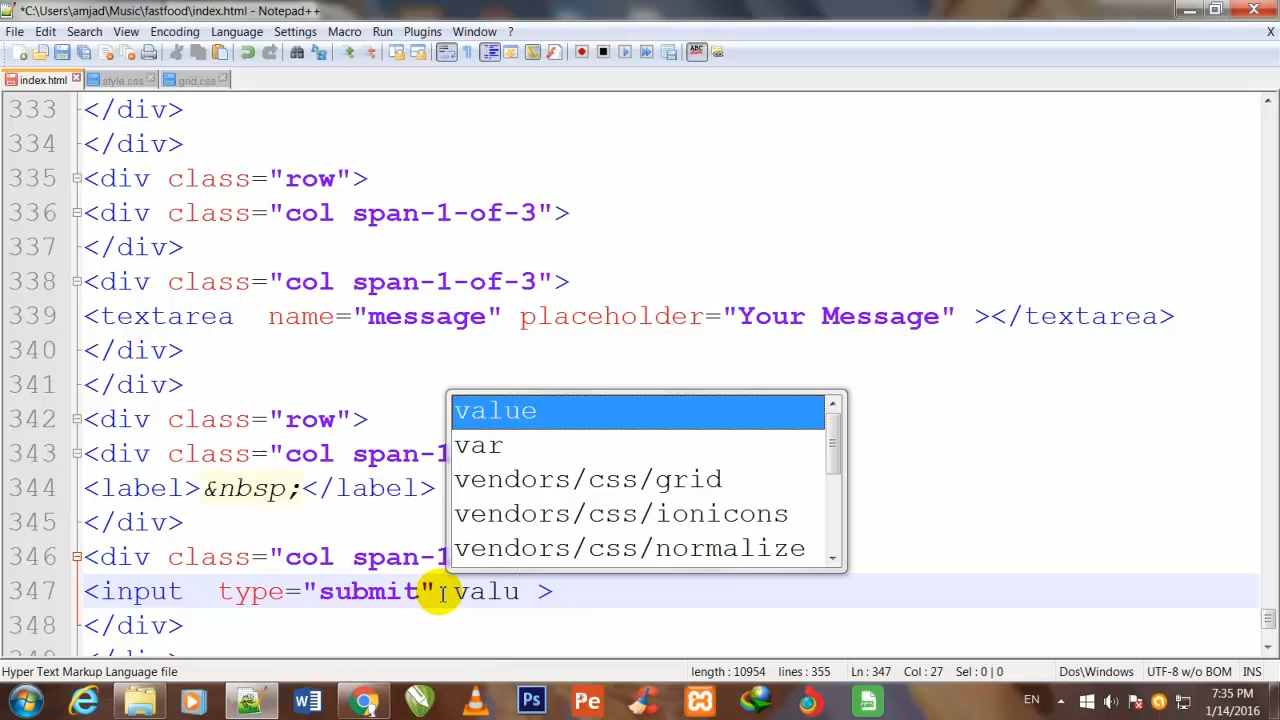 *C:\Users\amjad\Music\fastfood\index.html - Notepad++
File Edit Search View Encoding Language Settings Macro Run Plugins Window ? X
index.html style.css grid.css
333 </div>
334 </div>
335 <div class="row">
336 <div class="col span-1-of-3">
337 </div>
338 <div class="col span-1-of-3">
339 <textarea  name="message" placeholder="Your Message" ></textarea>
340 </div>
341 </div>
342 <div class="row">
343 <div class="col span-1
344 <label>&nbsp;</label>
345 </div>
346 <div class="col span-1
347 <input  type="submit" valu >
348 </div>
value
var
vendors/css/grid
vendors/css/ionicons
vendors/css/normalize
Hyper Text Markup Language file length : 10954 lines : 355 Ln : 347 Col : 27 Sel : 0 | 0 Dos\Windows UTF-8 w/o BOM INS
EN 7:35 PM
1/14/2016